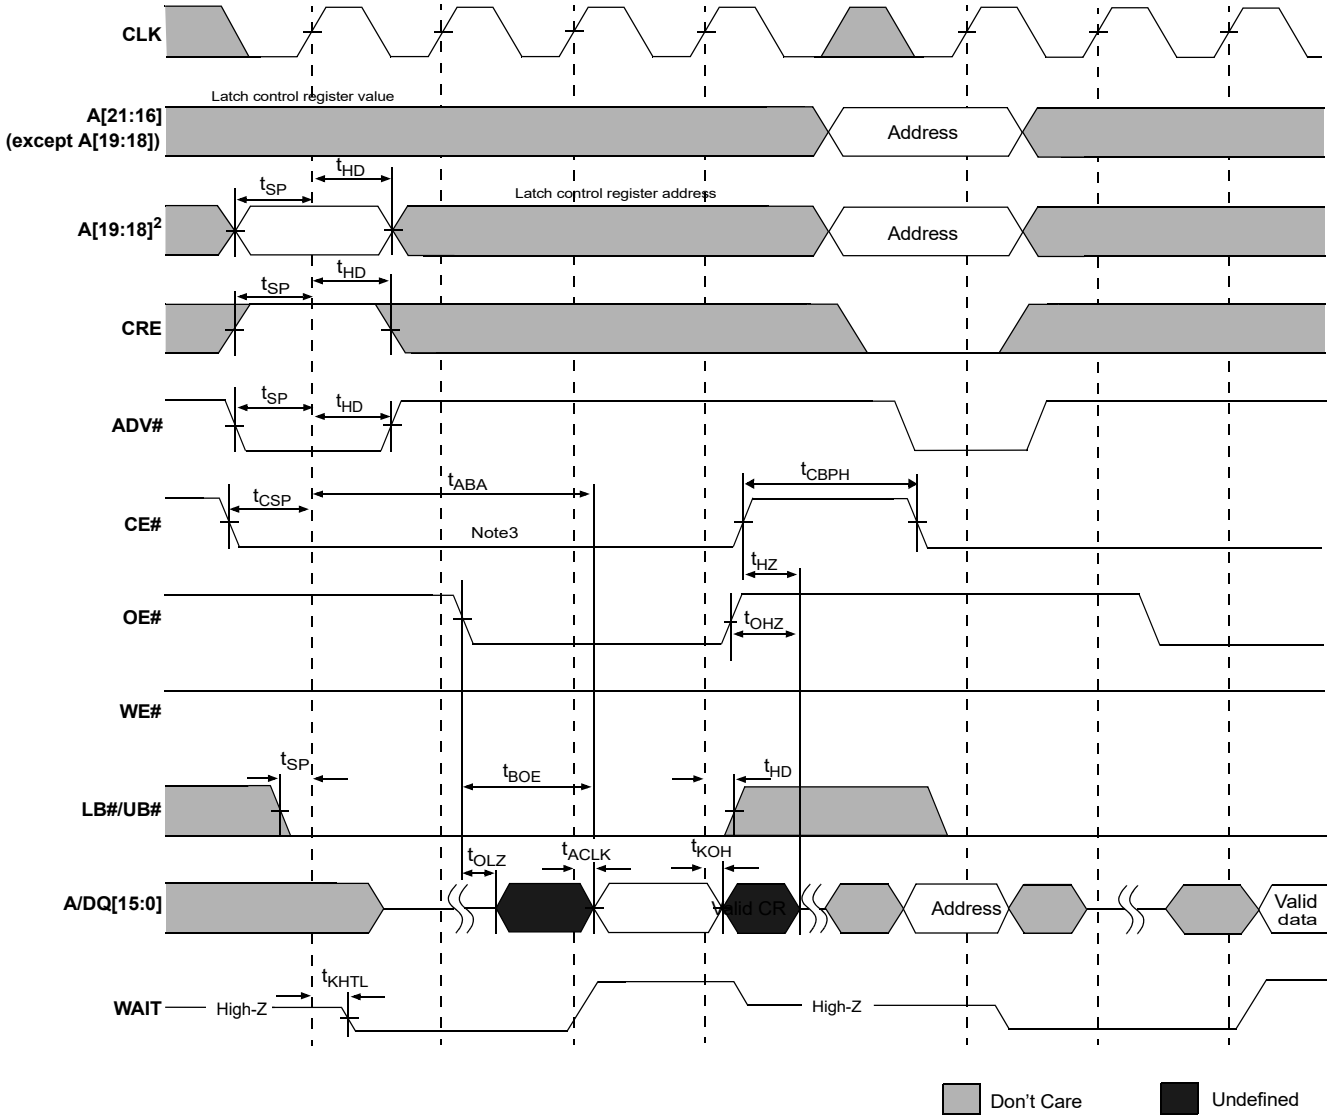 CLK
Latch control register value
A[21:16]
(except A[19:18])
Address
tSP
tHD
Latch control register address
A[19:18]2
Address
tSP
tHD
CRE
tSP
tHD
ADV#
tCSP
tABA
tCBPH
CE#
Note3
tHZ
OE#
tOHZ
WE#
tSP
tBOE
tHD
LB#/UB#
tOLZ
tACLK
tKOH
A/DQ[15:0]
Valid CR
Address
Valid
data
tKHTL
WAIT
High-Z
High-Z
Don't Care
Undefined